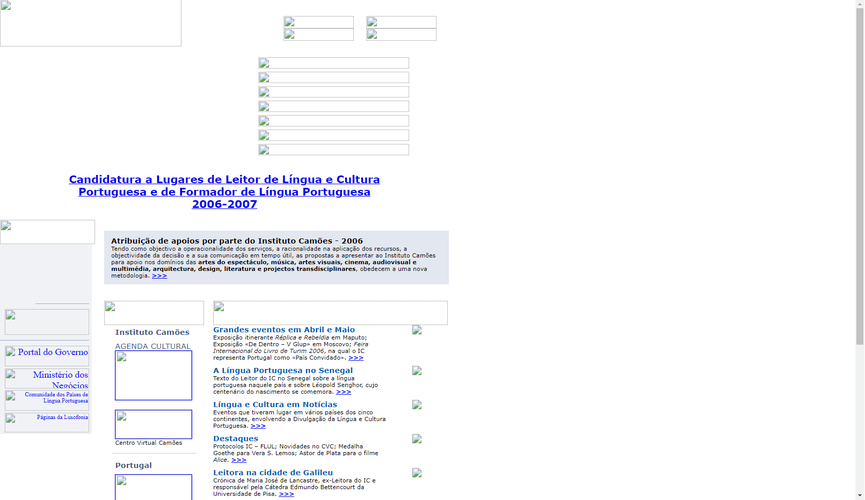 Candidatura a Lugares de Leitor de Língua e Cultura
Portuguesa e de Formador de Língua Portuguesa
2006-2007
Atribuição de apoios por parte do Instituto Camões - 2006
Tendo como objectivo a operacionalidade dos serviços, a racionalidade na aplicação dos recursos, a
objectividade da decisão e a sua comunicação em tempo útil, as propostas a apresentar ao Instituto Camões
para apoio nos domínios das artes do espectáculo, música, artes visuais, cinema, audiovisual e
multimédia, arquitectura, design, literatura e projectos transdisciplinares, obedecem a uma nova
metodologia. >>>
Portal do Governo
Ministério dos
Negócios
Comunidade dos Países de
Língua Portuguesa
Páginas da Lusofonia
Instituto Camões
AGENDA CULTURAL
Centro Virtual Camões
Portugal
Grandes eventos em Abril e Maio
Exposição itinerante Réplica e Rebeldia em Maputo;
Exposição «De Dentro – V Glup» em Moscovo; Feira
Internacional do Livro de Turim 2006, na qual o IC
representa Portugal como «País Convidado». >>>
A Língua Portuguesa no Senegal
Texto do Leitor do IC no Senegal sobre a língua
portuguesa naquele país e sobre Léopold Senghor, cujo
centenário do nascimento se comemora. >>>
Língua e Cultura em Notícias
Eventos que tiveram lugar em vários países dos cinco
continentes, envolvendo a Divulgação da Língua e Cultura
Portuguesa. >>>
Destaques
Protocolos IC – FLUL; Novidades no CVC; Medalha
Goethe para Vera S. Lemos; Astor de Plata para o filme
Alice. >>>
Leitora na cidade de Galileu
Crónica de Maria José de Lancastre, ex-Leitora do IC e
responsável pela Cátedra Edmundo Bettencourt da
Universidade de Pisa. >>>